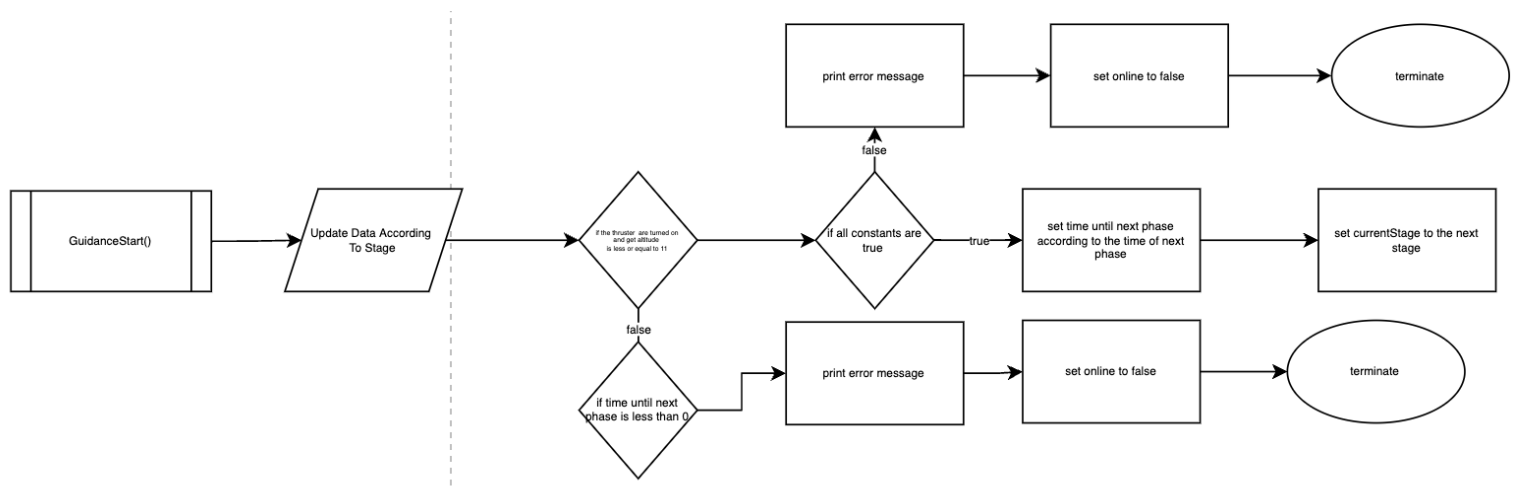 print error message
set online to false
terminate
false
GuidanceStart()
Update Data According
To Stage
if the thruster are turned on
and get altitude
is less or equal to 11
if all constants are
true
true
set time until next phase
according to the time of next
phase
set currentStage to the next
stage
false
if time until next
phase is less than 0
print error message
set online to false
terminate